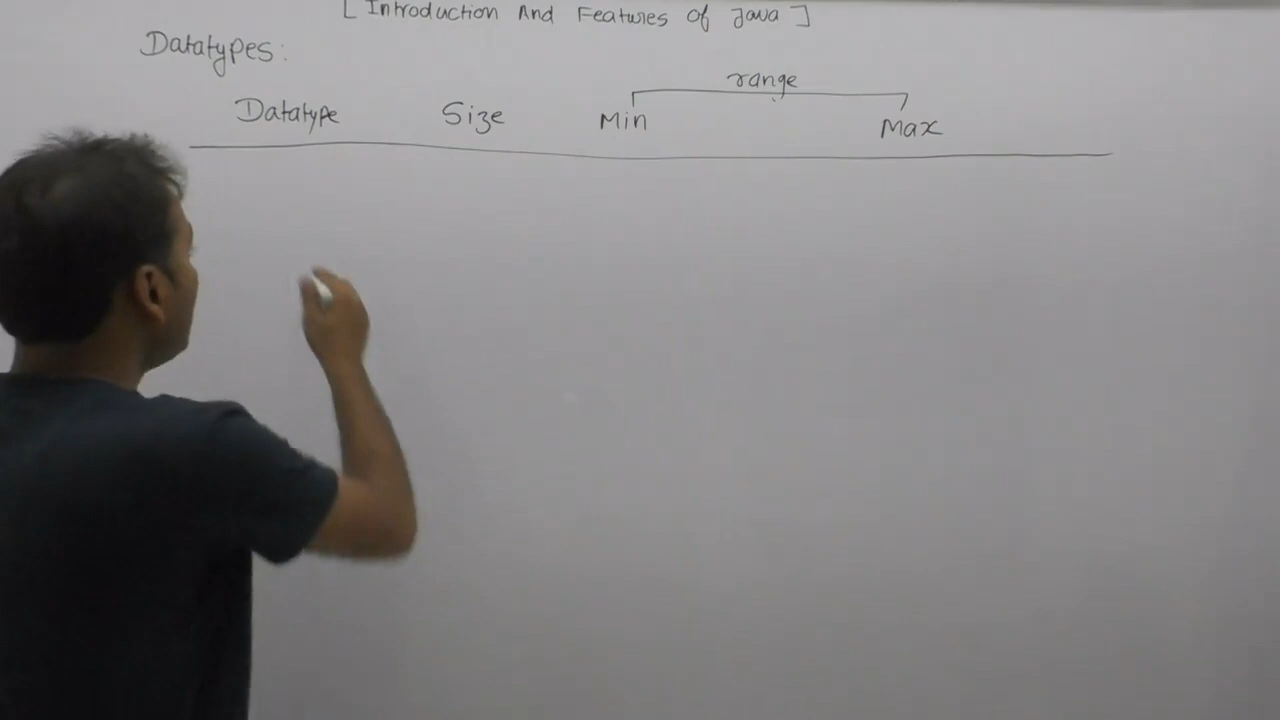 [ Introduction And Features of Java ]
Datatypes:
range
Datatype Size Min Max